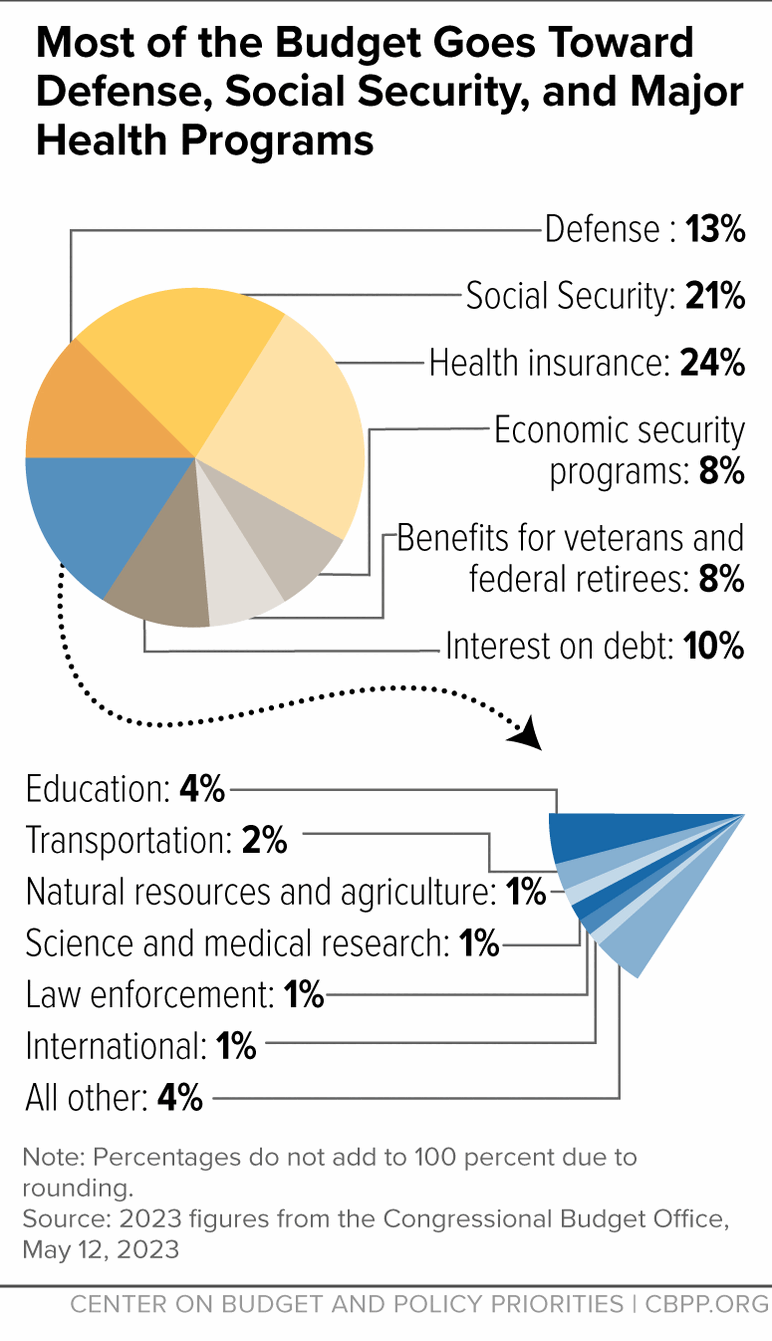 Most of the Budget Goes Toward
Defense, Social Security, and Major
Health Programs
Defense : 13%
Social Security: 21%
Health insurance: 24%
Economic security
programs: 8%
Benefits for veterans and
federal retirees: 8%
Interest on debt: 10%
Education: 4%
Transportation: 2%
Natural resources and agriculture: 1%
Science and medical research: 1%
Law enforcement: 1%
International: 1%
All other: 4%
Note: Percentages do not add to 100 percent due to
rounding.
Source: 2023 figures from the Congressional Budget Office,
May 12, 2023
CENTER ON BUDGET AND POLICY PRIORITIES | CBPP.ORG